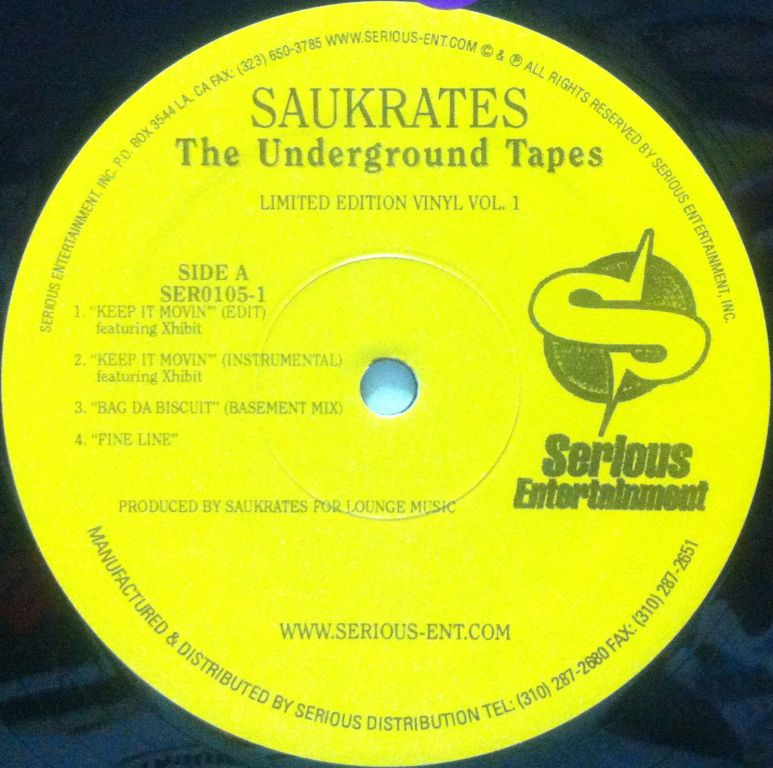 SERIOUS ENTERTAINMENT, INC. P.O. BOX 3544 LA, CA FAX: (323) 650-3785 WWW.SERIOUS-ENT.COM © & ℗ ALL RIGHTS RESERVED BY SERIOUS ENTERTAINMENT, INC.
SAUKRATES
The Underground Tapes
LIMITED EDITION VINYL VOL. 1
SIDE A
SER0105-1
1. "KEEP IT MOVIN'" (EDIT)
featuring Xhibit
2. "KEEP IT MOVIN'" (INSTRUMENTAL)
featuring Xhibit
3. "BAG DA BISCUIT" (BASEMENT MIX)
4. "FINE LINE"
Serious
Entertainment
PRODUCED BY SAUKRATES FOR LOUNGE MUSIC
WWW.SERIOUS-ENT.COM
MANUFACTURED & DISTRIBUTED BY SERIOUS DISTRIBUTION TEL: (310) 287-2680 FAX: (310) 287-2651